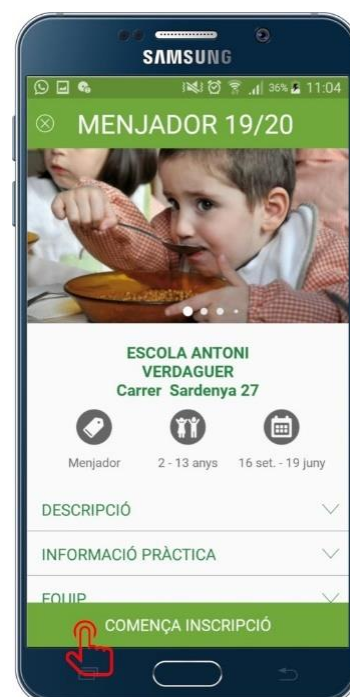 SAMSUNG
36% 11:04
MENJADOR 19/20
ESCOLA ANTONI
VERDAGUER
Carrer Sardenya 27
Menjador
2 - 13 anys
16 set. - 19 juny
DESCRIPCIÓ
INFORMACIÓ PRÀCTICA
EQUIP
COMENÇA INSCRIPCIÓ